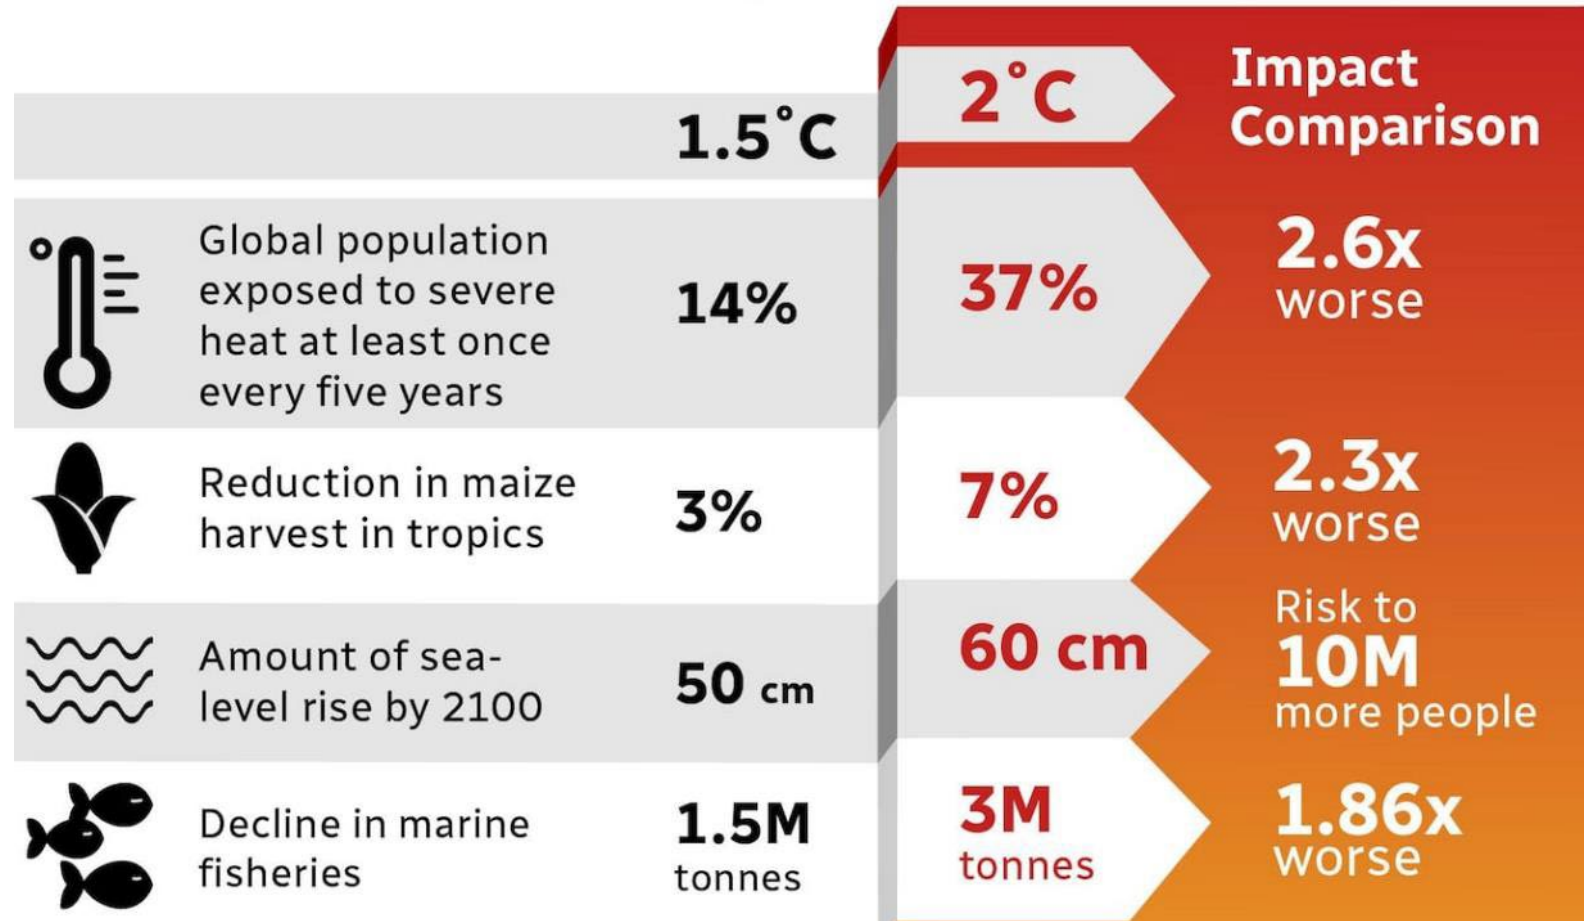 1.5°C
2°C
Impact
Comparison
Global population
exposed to severe
heat at least once
every five years
14%
37%
2.6x
worse
Reduction in maize
harvest in tropics
3%
7%
2.3x
worse
Amount of sea-
level rise by 2100
50 cm
60 cm
Risk to
10M
more people
Decline in marine
fisheries
1.5M
tonnes
3M
tonnes
1.86x
worse